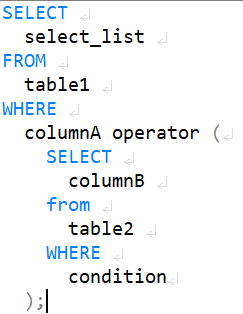 SELECT
  select_list
FROM
  table1
WHERE
  columnA operator (
    SELECT
      columnB
    from
      table2
    WHERE
      condition
  );